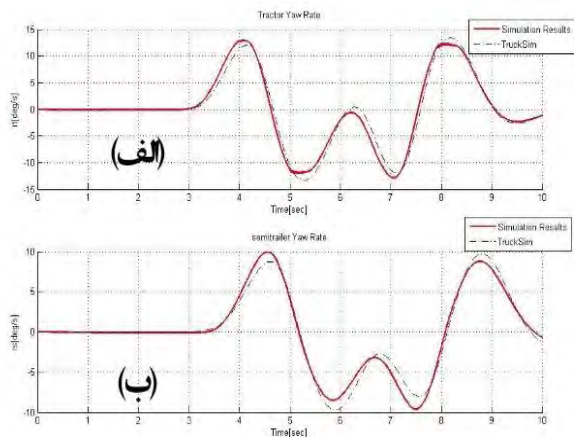 Tractor Yaw Rate
Simulation Results
TruckSim
15
10
5
0
-5
-10
-15
rt[deg/s]
(الف)
0 1 2 3 4 5 6 7 8 9 10
Time[sec]
semitrailer Yaw Rate
Simulation Results
TruckSim
10
5
0
-5
-10
rs[deg/s]
(ب)
0 1 2 3 4 5 6 7 8 9 10
Time[sec]